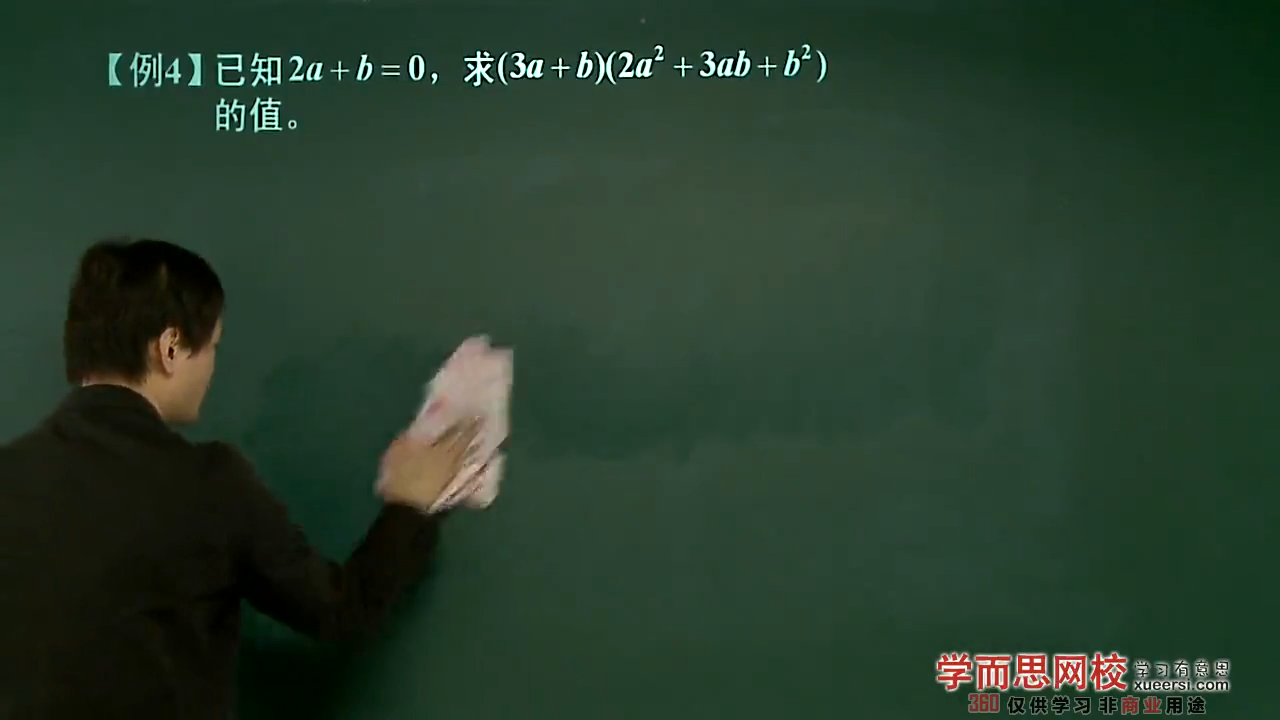 【例4】已知2a+b=0，求(3a+b)(2a²+3ab+b²)
的值。
学而思网校 学习有意思
xueersi.com
360 仅供学习 非商业用途